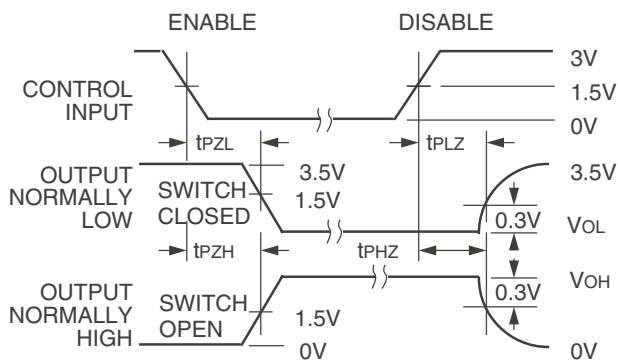 ENABLE DISABLE
CONTROL
INPUT
3V
1.5V
0V
tPZL tPLZ
OUTPUT
NORMALLY
LOW
SWITCH
CLOSED
3.5V
1.5V
3.5V
0.3V
VOL
tPZH tPHZ
OUTPUT
NORMALLY
HIGH
SWITCH
OPEN
1.5V
0V
VOH
0.3V
0V